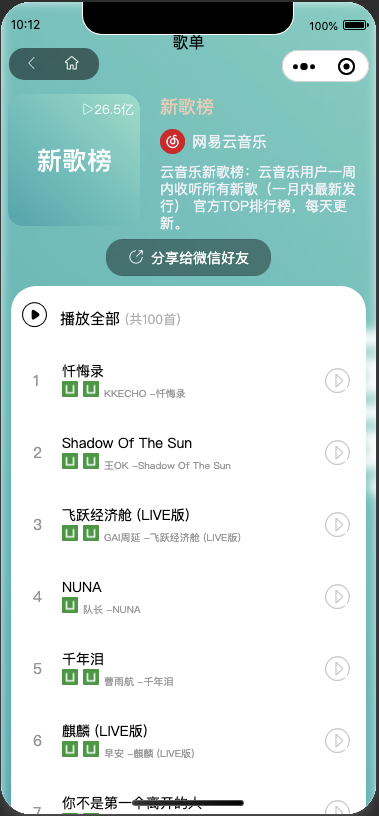 10:12
100%
歌单
▷26.5亿
新歌榜
新歌榜
网易云音乐
云音乐新歌榜：云音乐用户一周
内收听所有新歌（一月内最新发
行） 官方TOP排行榜，每天更
新。
分享给微信好友
播放全部 (共100首)
1
忏悔录
KKECHO -忏悔录
2
Shadow Of The Sun
王OK -Shadow Of The Sun
3
飞跃经济舱 (LIVE版)
GAI周延 -飞跃经济舱 (LIVE版)
4
NUNA
队长 -NUNA
5
千年泪
曹雨航 -千年泪
6
麒麟 (LIVE版)
早安 -麒麟 (LIVE版)
7
你不是第一个离开的人